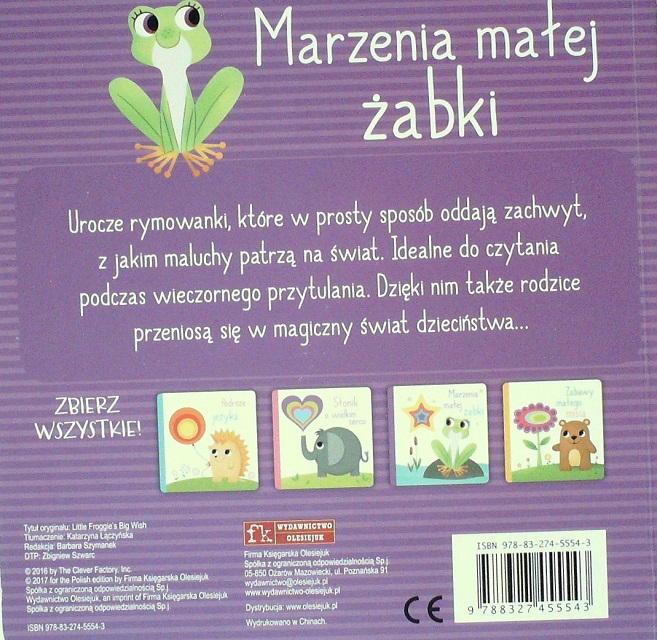 Marzenia małej
żabki
Urocze rymowanki, które w prosty sposób oddają zachwyt,
z jakim maluchy patrzą na świat. Idealne do czytania
podczas wieczornego przytulania. Dzięki nim także rodzice
przeniosą się w magiczny świat dzieciństwa...
ZBIERZ
WSZYSTKIE!
Podróże
jeżyka
Słonik
o wielkim
sercu
Marzenia
małej
żabki
Zabawy
małego
misia
Tytuł oryginału: Little Froggie's Big Wish
Tłumaczenie: Katarzyna Łączyńska
Redakcja: Barbara Szymanek
DTP: Zbigniew Szwarc
© 2016 by The Clever Factory, Inc.
© 2017 for the Polish edition by Firma Księgarska Olesiejuk
Spółka z ograniczoną odpowiedzialnością Sp.j.
Wydawnictwo Olesiejuk, an imprint of Firma Księgarska Olesiejuk
Spółka z ograniczoną odpowiedzialnością Sp.j.
ISBN 978-83-274-5554-3
fk WYDAWNICTWO
OLESIEJUK
Firma Księgarska Olesiejuk
Spółka z ograniczoną odpowiedzialnością Sp.j.
05-850 Ożarów Mazowiecki, ul. Poznańska 91
wydawnictwo@olesiejuk.pl
www.wydawnictwo-olesiejuk.pl
Dystrybucja: www.olesiejuk.pl
Wydrukowano w Chinach.
CE
ISBN 978-83-274-5554-3
9 788327 455543